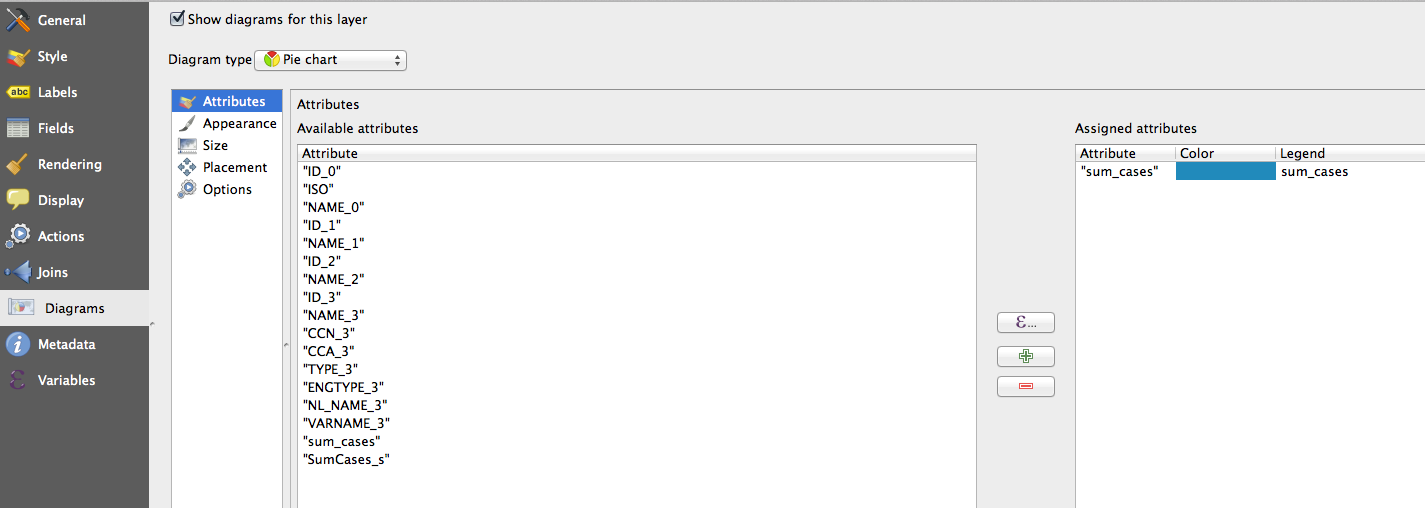 General
Style
abc Labels
Fields
Rendering
Display
Actions
Joins
Diagrams
Metadata
Variables
Show diagrams for this layer
Diagram type Pie chart
Attributes
Appearance
Size
Placement
Options
Attributes
Available attributes
Attribute
"ID_0"
"ISO"
"NAME_0"
"ID_1"
"NAME_1"
"ID_2"
"NAME_2"
"ID_3"
"NAME_3"
"CCN_3"
"CCA_3"
"TYPE_3"
"ENGTYPE_3"
"NL_NAME_3"
"VARNAME_3"
"sum_cases"
"SumCases_s"
ε...
Assigned attributes
Attribute Color Legend
"sum_cases" sum_cases